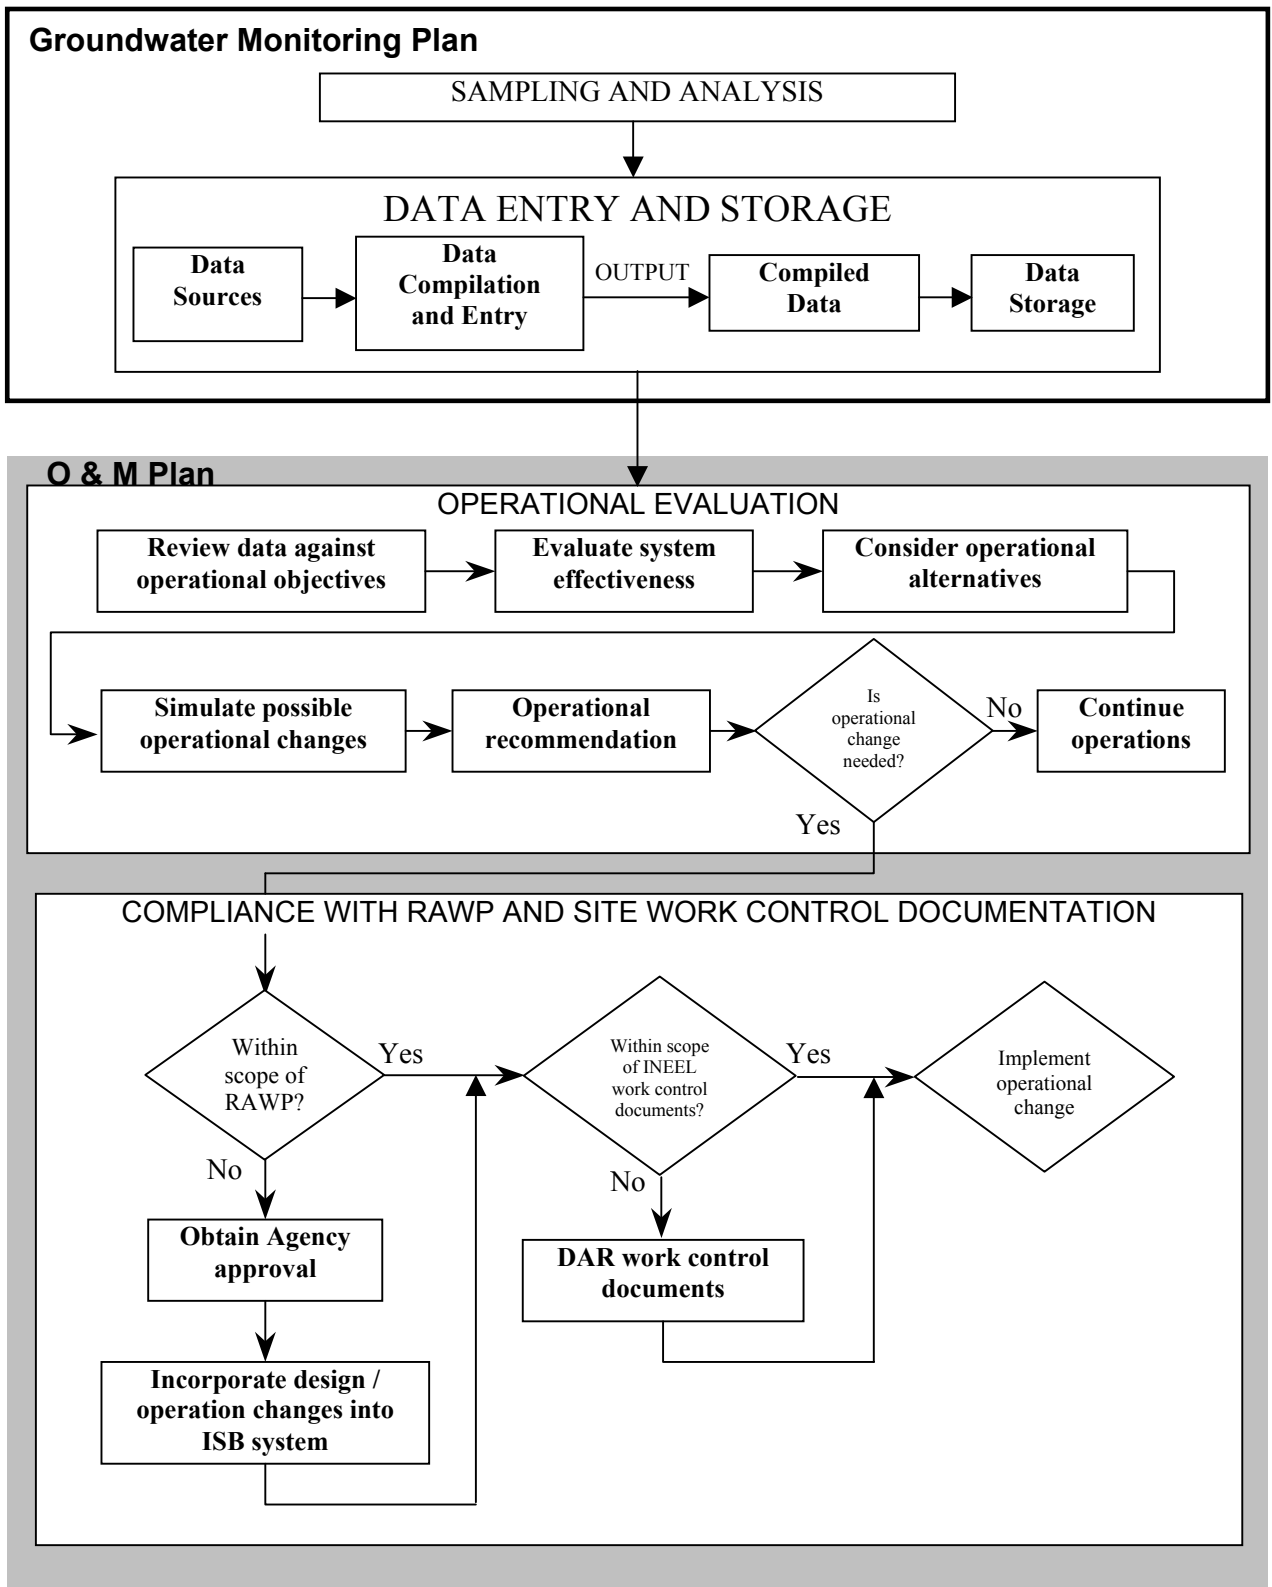 Groundwater Monitoring Plan
SAMPLING AND ANALYSIS
DATA ENTRY AND STORAGE
Data
Sources
Data
Compilation
and Entry
OUTPUT
Compiled
Data
Data
Storage
O & M Plan
OPERATIONAL EVALUATION
Review data against
operational objectives
Evaluate system
effectiveness
Consider operational
alternatives
Simulate possible
operational changes
Operational
recommendation
Is
operational
change
needed?
No
Continue
operations
Yes
COMPLIANCE WITH RAWP AND SITE WORK CONTROL DOCUMENTATION
Within
scope of
RAWP?
Yes
Within scope
of INEEL
work control
documents?
Yes
Implement
operational
change
No
Obtain Agency
approval
Incorporate design /
operation changes into
ISB system
No
DAR work control
documents